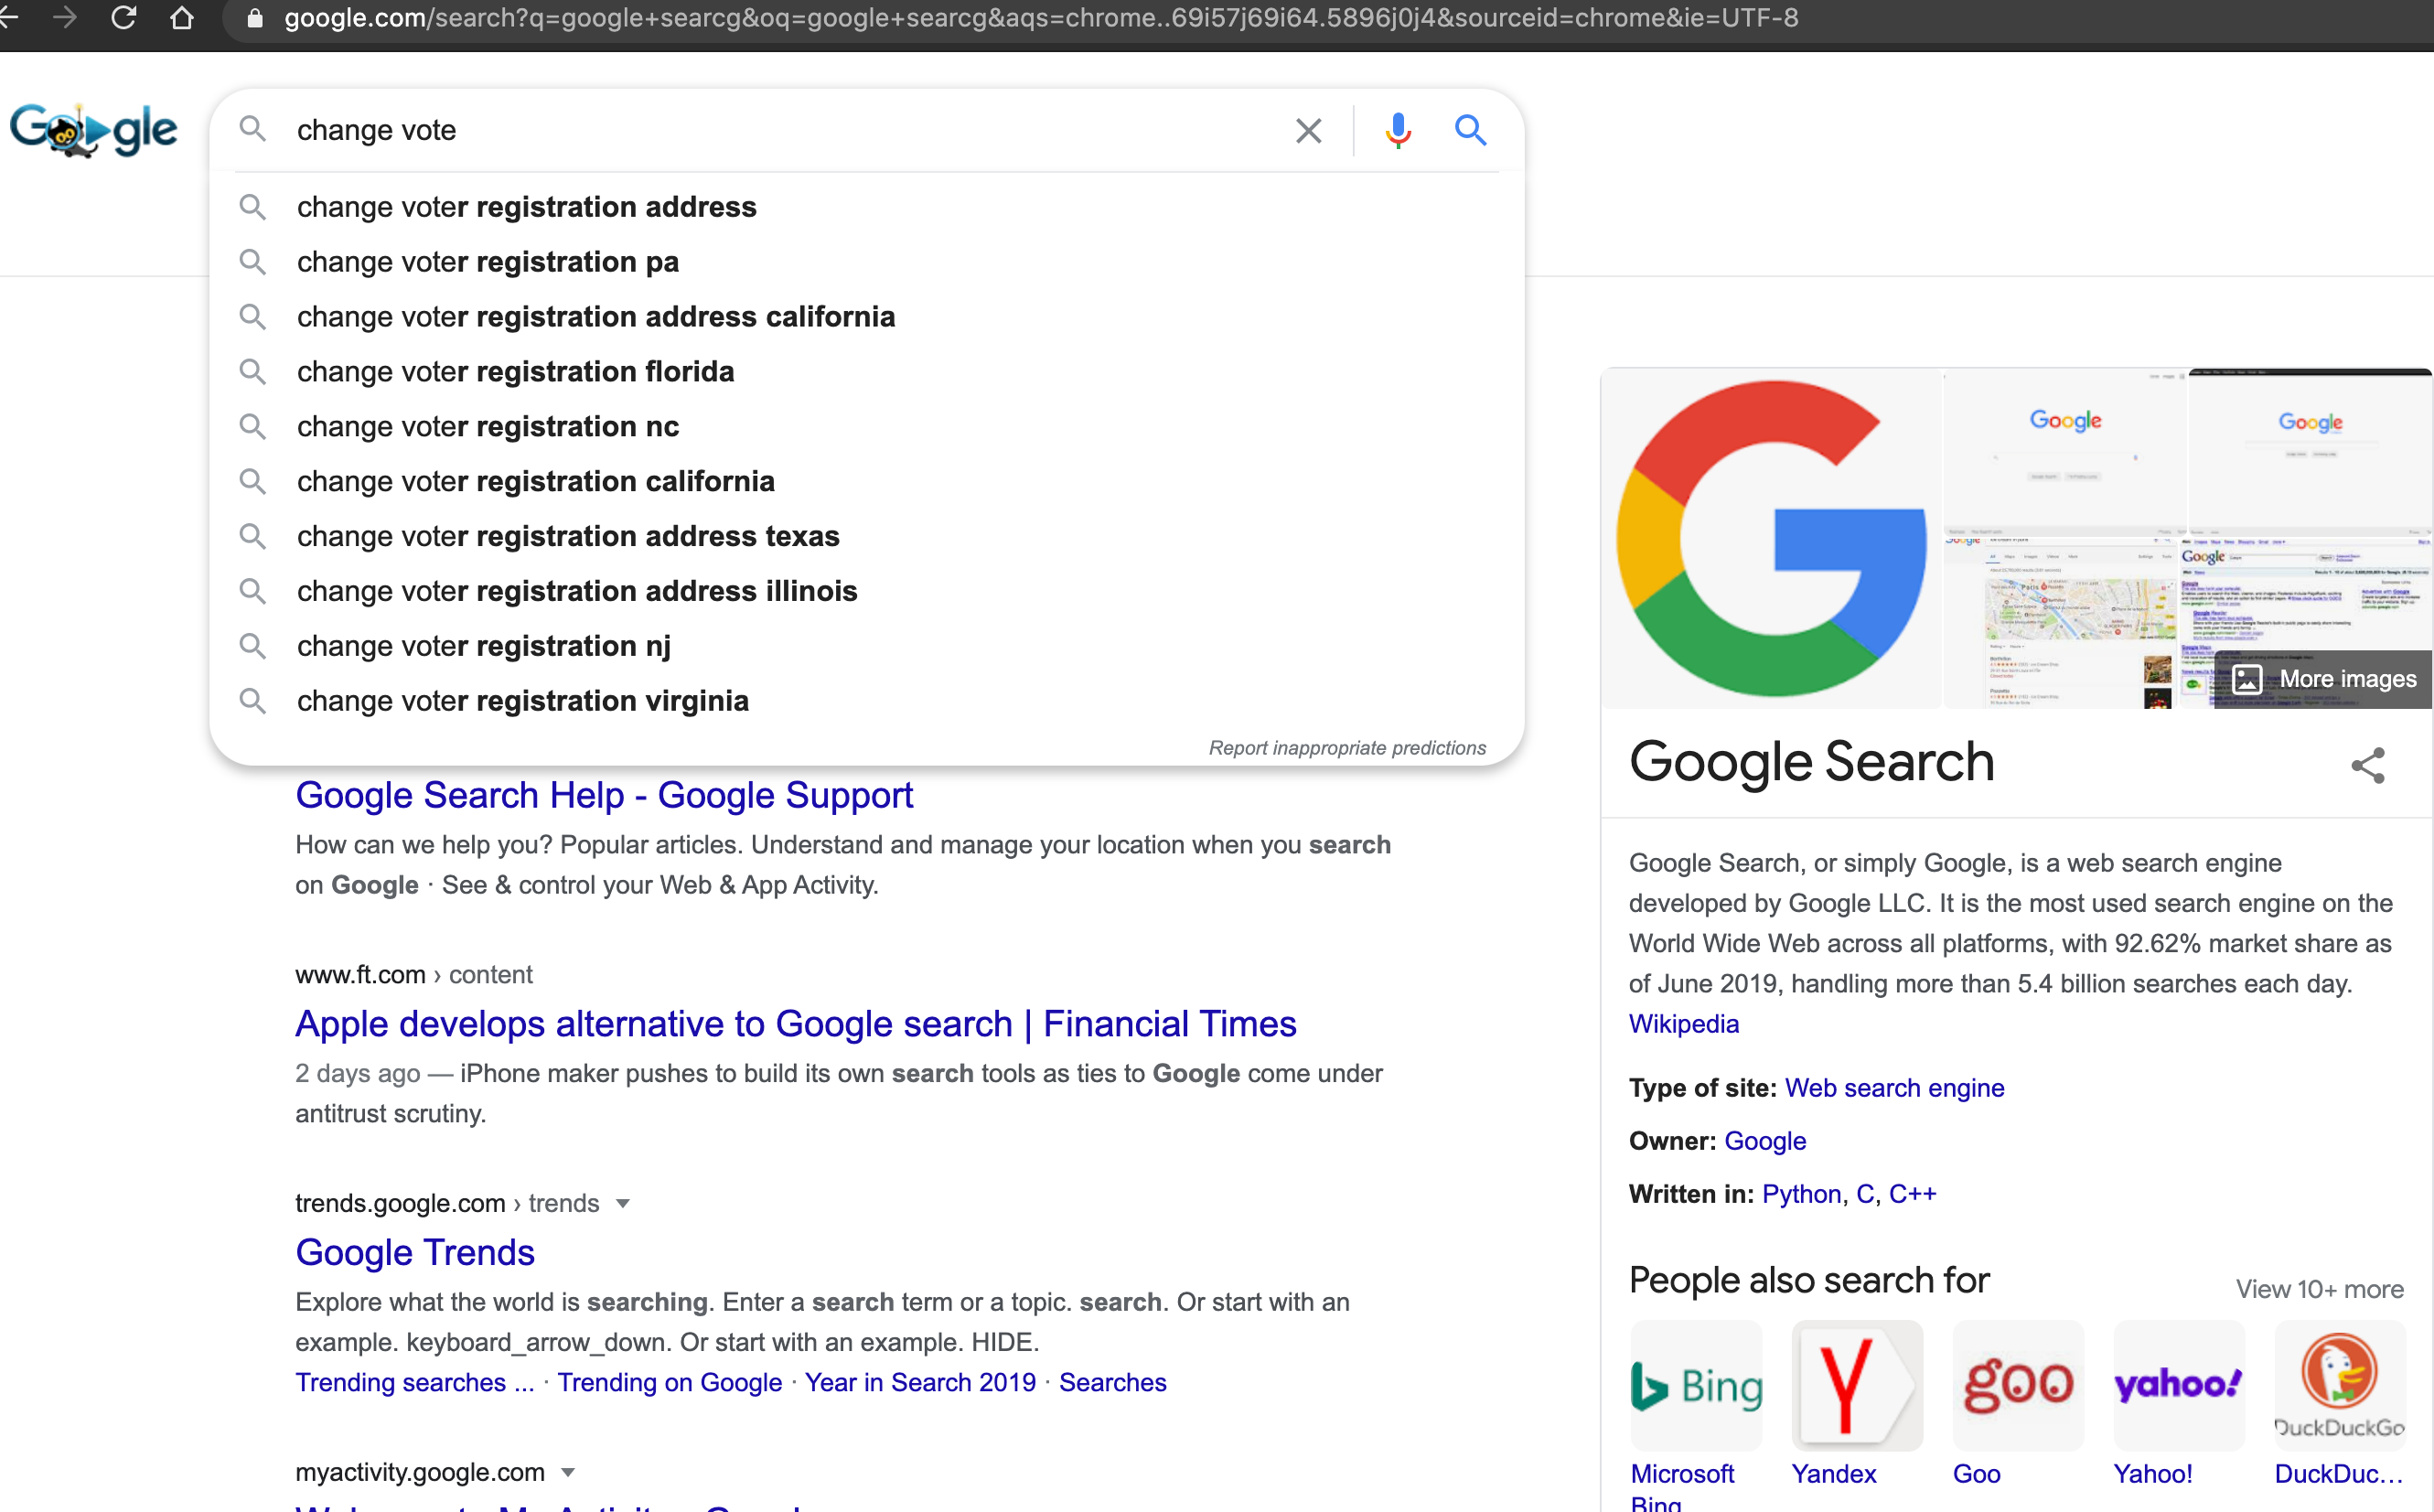 google.com/search?q=google+searcg&oq=google+searcg&aqs=chrome..69i57j69i64.5896j0j4&sourceid=chrome&ie=UTF-8
Google
change vote
change voter registration address
change voter registration pa
change voter registration address california
change voter registration florida
change voter registration nc
change voter registration california
change voter registration address texas
change voter registration address illinois
change voter registration nj
change voter registration virginia
Report inappropriate predictions
Google Search Help - Google Support
How can we help you? Popular articles. Understand and manage your location when you search
on Google · See & control your Web & App Activity.
www.ft.com › content
Apple develops alternative to Google search | Financial Times
2 days ago — iPhone maker pushes to build its own search tools as ties to Google come under
antitrust scrutiny.
trends.google.com › trends
Google Trends
Explore what the world is searching. Enter a search term or a topic. search. Or start with an
example. keyboard_arrow_down. Or start with an example. HIDE.
Trending searches ... · Trending on Google · Year in Search 2019 · Searches
myactivity.google.com
Google
Google
Google
More images
Google Search
Google Search, or simply Google, is a web search engine
developed by Google LLC. It is the most used search engine on the
World Wide Web across all platforms, with 92.62% market share as
of June 2019, handling more than 5.4 billion searches each day.
Wikipedia
Type of site: Web search engine
Owner: Google
Written in: Python, C, C++
People also search for
View 10+ more
Bing
Y
goo
yahoo!
DuckDuckGo
Microsoft
Bing
Yandex
Goo
Yahoo!
DuckDuc...